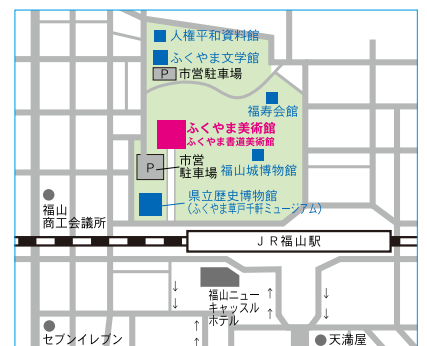 人権平和資料館
ふくやま文学館
P 市営駐車場
福寿会館
ふくやま美術館
ふくやま書道美術館
P
市営
駐車場
福山城博物館
県立歴史博物館
(ふくやま草戸千軒ミュージアム)
福山
商工会議所
ＪＲ福山駅
福山ニュー
キャッスル
ホテル
↓
↓
↑
↑
↓
↓
↑
↑
セブンイレブン
天満屋